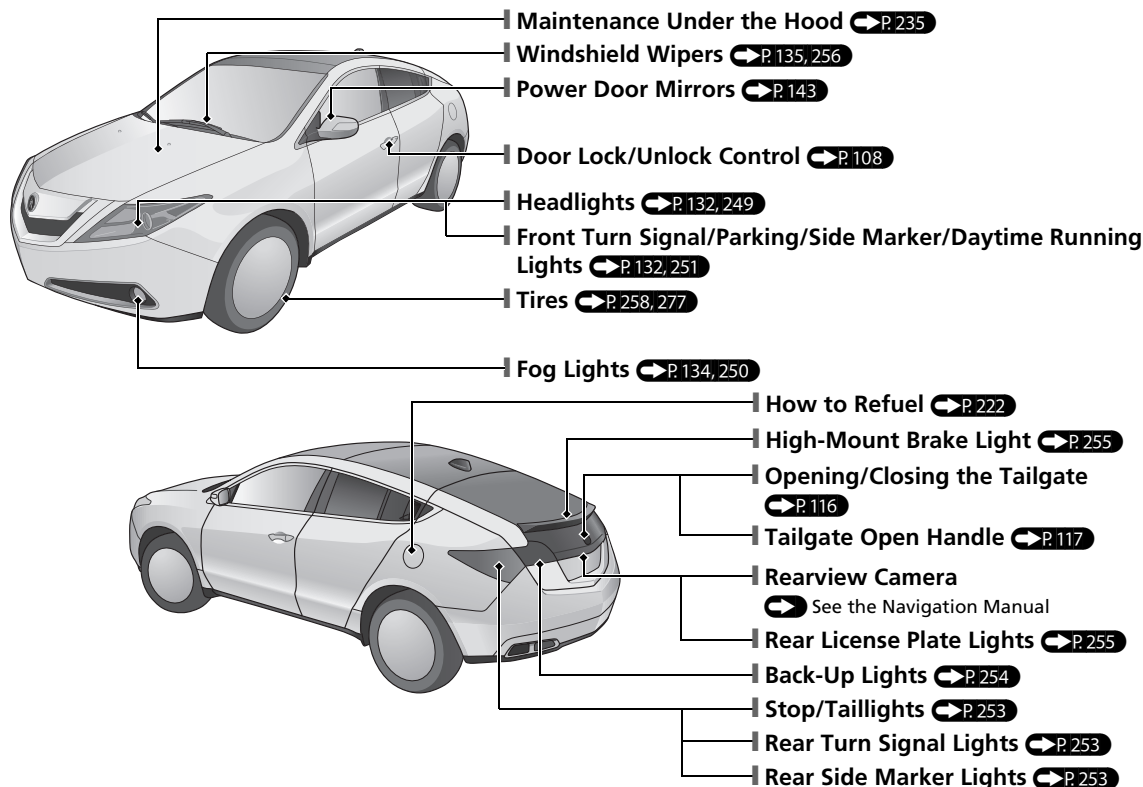 Maintenance Under the Hood P. 235
Windshield Wipers P. 135, 256
Power Door Mirrors P. 143
Door Lock/Unlock Control P. 108
Headlights P. 132, 249
Front Turn Signal/Parking/Side Marker/Daytime Running
Lights P. 132, 251
Tires P. 258, 277
Fog Lights P. 134, 250
How to Refuel P. 222
High-Mount Brake Light P. 255
Opening/Closing the Tailgate
P. 116
Tailgate Open Handle P. 117
Rearview Camera
See the Navigation Manual
Rear License Plate Lights P. 255
Back-Up Lights P. 254
Stop/Taillights P. 253
Rear Turn Signal Lights P. 253
Rear Side Marker Lights P. 253